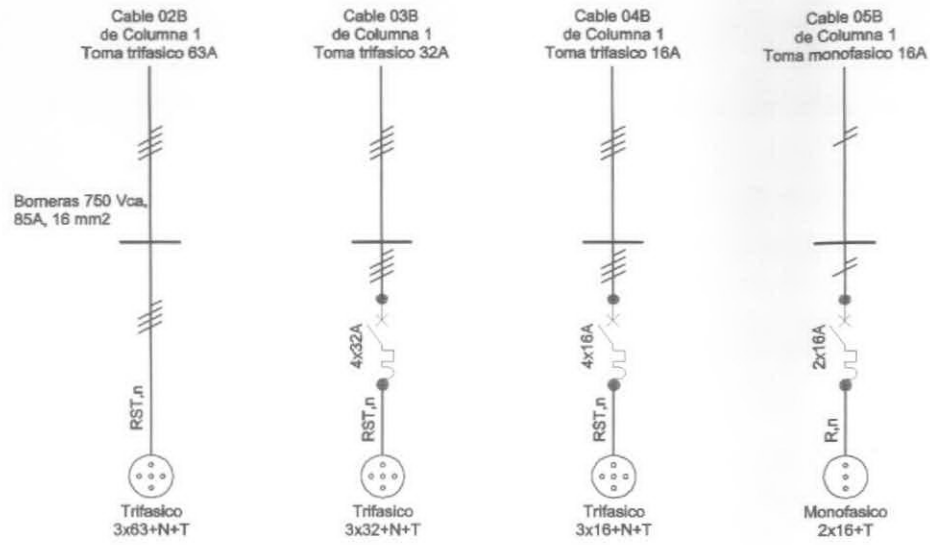 Cable 02B
de Columna 1
Toma trifasico 63A
Cable 03B
de Columna 1
Toma trifasico 32A
Cable 04B
de Columna 1
Toma trifasico 16A
Cable 05B
de Columna 1
Toma monofasico 16A
Borneras 750 Vca,
85A, 16 mm2
4x32A
4x16A
2x16A
RST,n
RST,n
RST,n
R,n
Trifasico
3x63+N+T
Trifasico
3x32+N+T
Trifasico
3x16+N+T
Monofasico
2x16+T